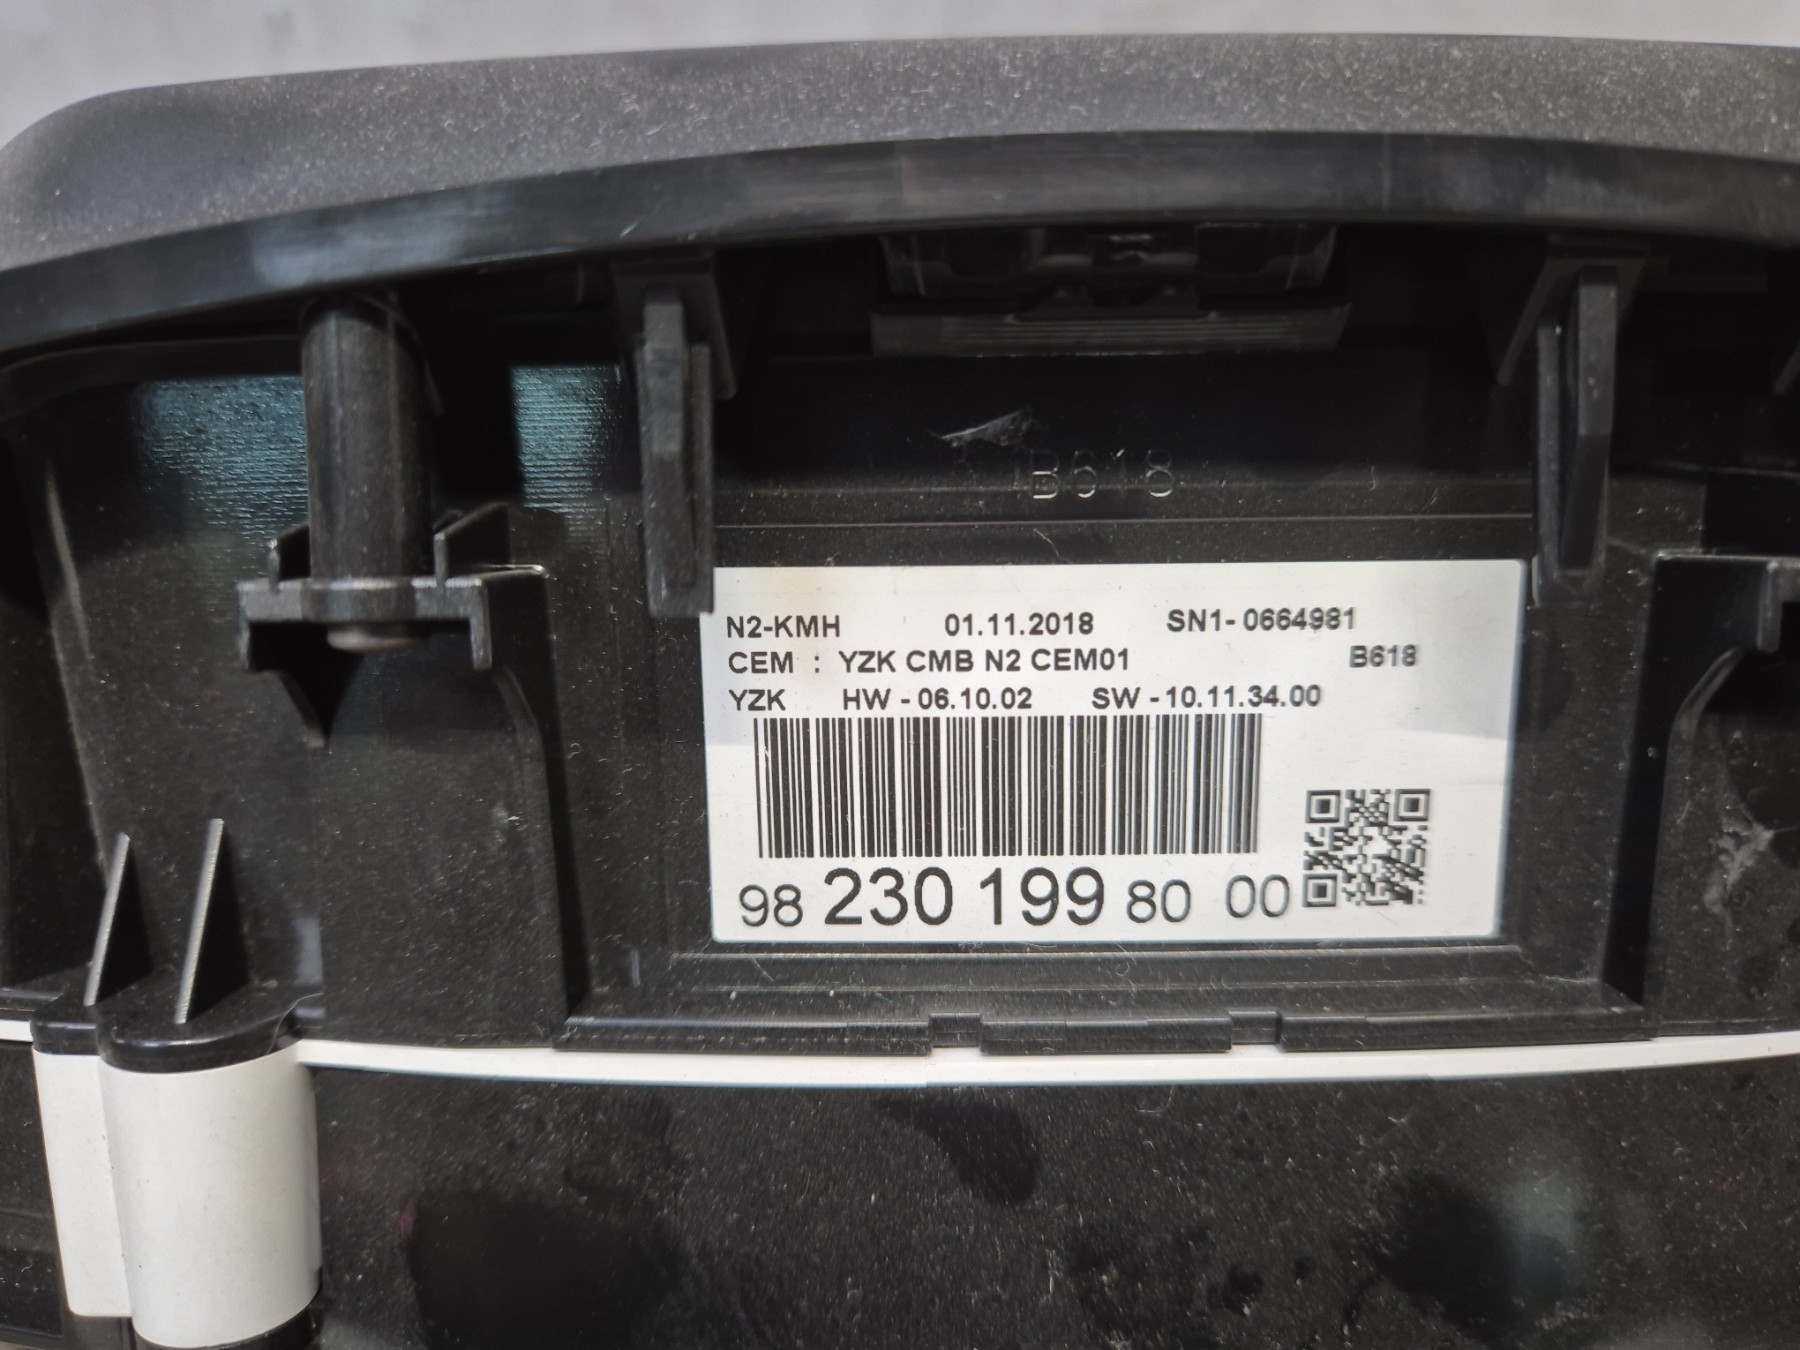 B618
N2-KMH 01.11.2018 SN1-0664981
CEM : YZK CMB N2 CEM01 B618
YZK HW - 06.10.02 SW - 10.11.34.00
98 230 199 80 00